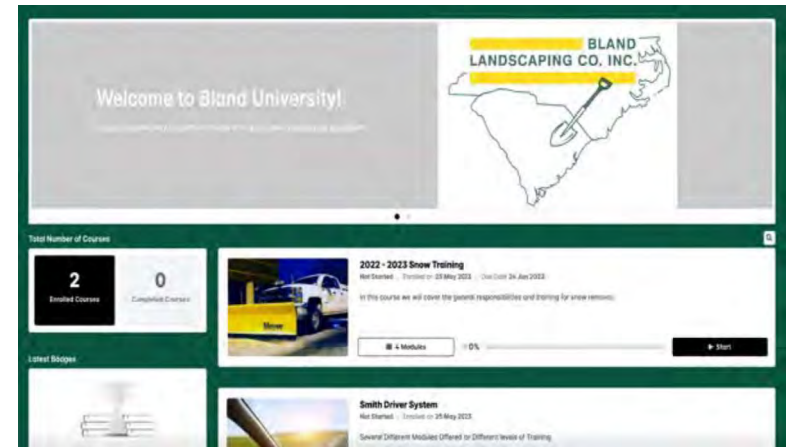 BLAND
LANDSCAPING CO. INC.
Welcome to Bland University!
Total Number of Courses
2
Enrolled Courses
0
Completed Courses
2022 - 2023 Snow Training
Not Started Enrolled on 23 May 2023 Due Date 24 Jun 2023
In this course we will cover the general responsibilities and training for snow removal.
4 Modules
0%
Start
Latest Badges
Smith Driver System
Not Started Enrolled on 25 May 2023
Several Different Modules Offered to Different levels of Training